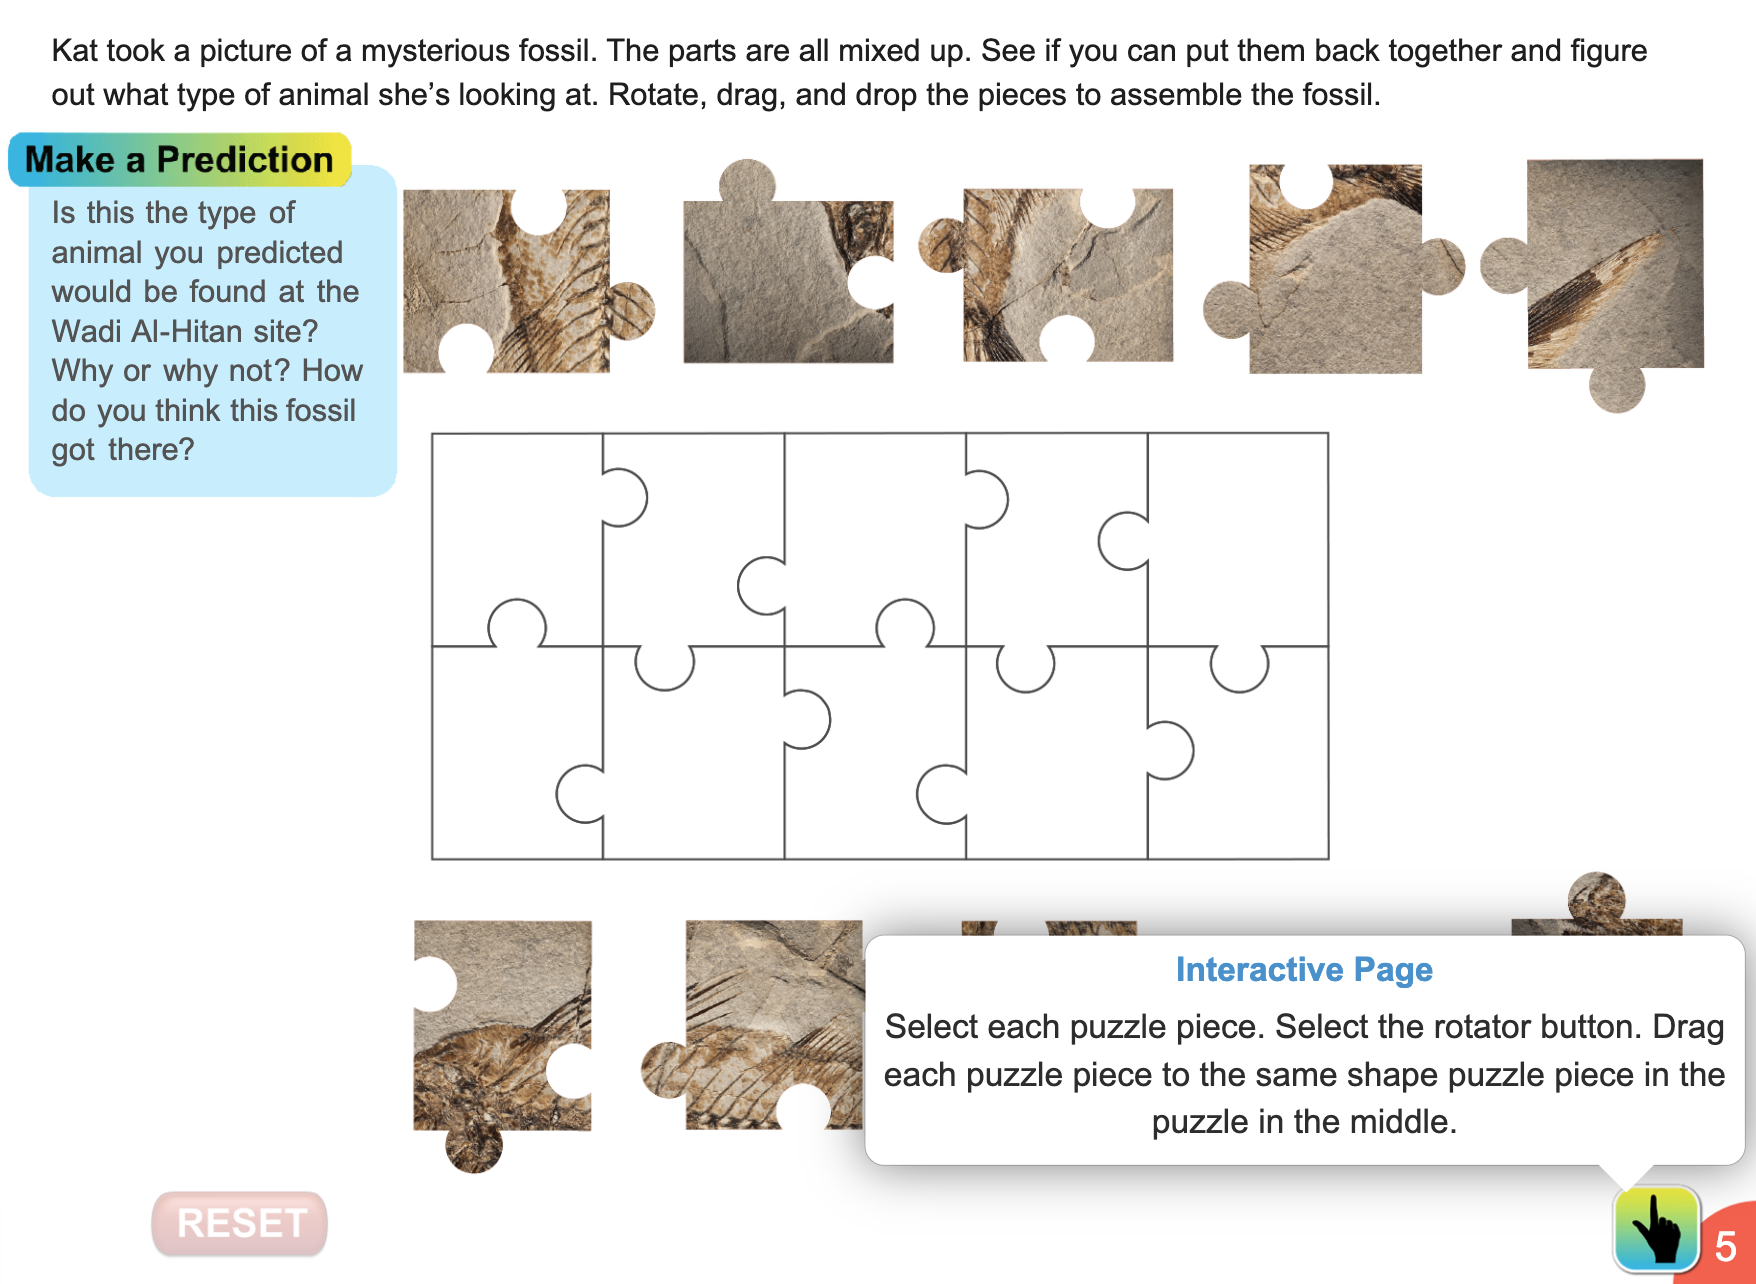 Kat took a picture of a mysterious fossil. The parts are all mixed up. See if you can put them back together and figure
out what type of animal she’s looking at. Rotate, drag, and drop the pieces to assemble the fossil.
Make a Prediction
Is this the type of
animal you predicted
would be found at the
Wadi Al-Hitan site?
Why or why not? How
do you think this fossil
got there?
Interactive Page
Select each puzzle piece. Select the rotator button. Drag
each puzzle piece to the same shape puzzle piece in the
puzzle in the middle.
RESET
5